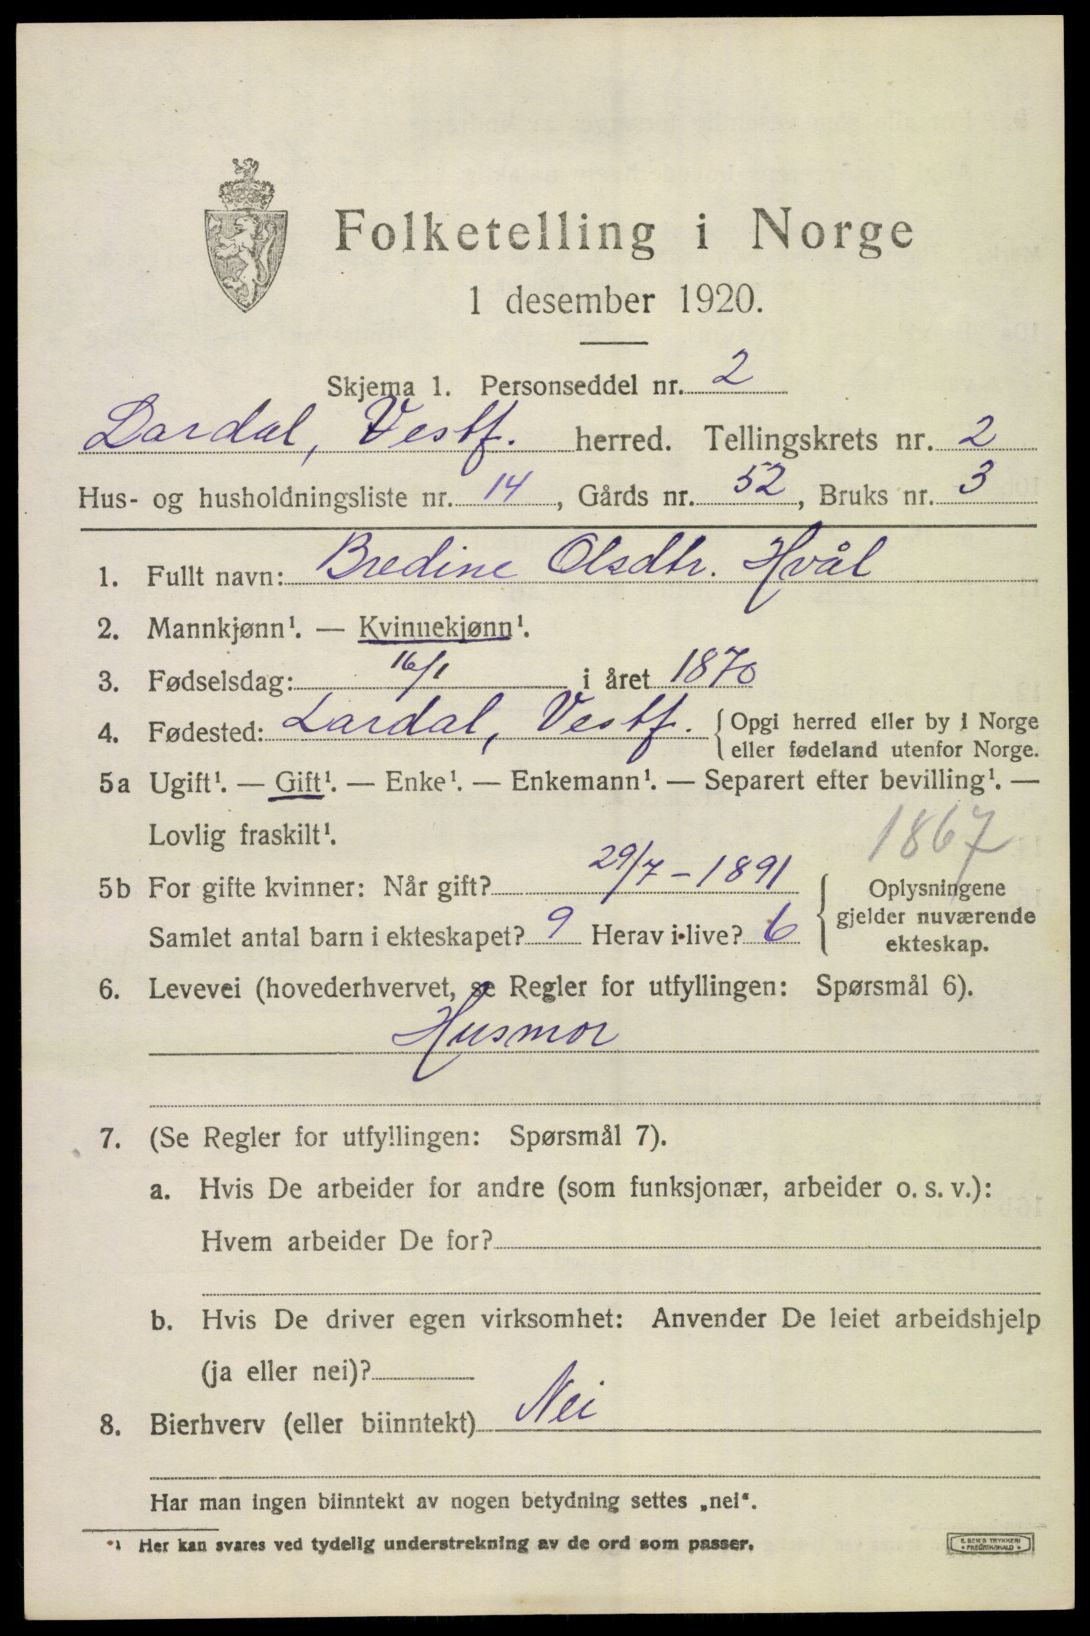 Folketelling i Norge
1 desember 1920.
Skjema 1. Personseddel nr. 2
Lardal, Vestf. herred. Tellingskrets nr. 2
Hus- og husholdningsliste nr. 14, Gårds nr. 52, Bruks nr. 3
1. Fullt navn: Bredine Olsdtr. Hvål
2. Mannkjønn¹. — Kvinnekjønn¹.
3. Fødselsdag: 16/1 i året 1870
4. Fødested: Lardal, Vestf. { Opgi herred eller by i Norge
eller fødeland utenfor Norge.
5a Ugift¹. — Gift¹. — Enke¹. — Enkemann¹. — Separert efter bevilling¹. —
Lovlig fraskilt¹.
1867
5b For gifte kvinner: Når gift? 29/7 - 1891 { Oplysningene
gjelder nuværende
Samlet antal barn i ekteskapet? 9 Herav i live? 6
ekteskap.
6. Levevei (hovederhvervet, se Regler for utfyllingen: Spørsmål 6).
Husmor
7. (Se Regler for utfyllingen: Spørsmål 7).
a. Hvis De arbeider for andre (som funksjonær, arbeider o. s. v.):
Hvem arbeider De for?
b. Hvis De driver egen virksomhet: Anvender De leiet arbeidshjelp
(ja eller nei)?
8. Bierhverv (eller biinntekt) Nei
Har man ingen biinntekt av nogen betydning settes „nei“.
¹ Her kan svares ved tydelig understrekning av de ord som passer.
E. SEM'S TRYKKERI
FREDRIKSHALD